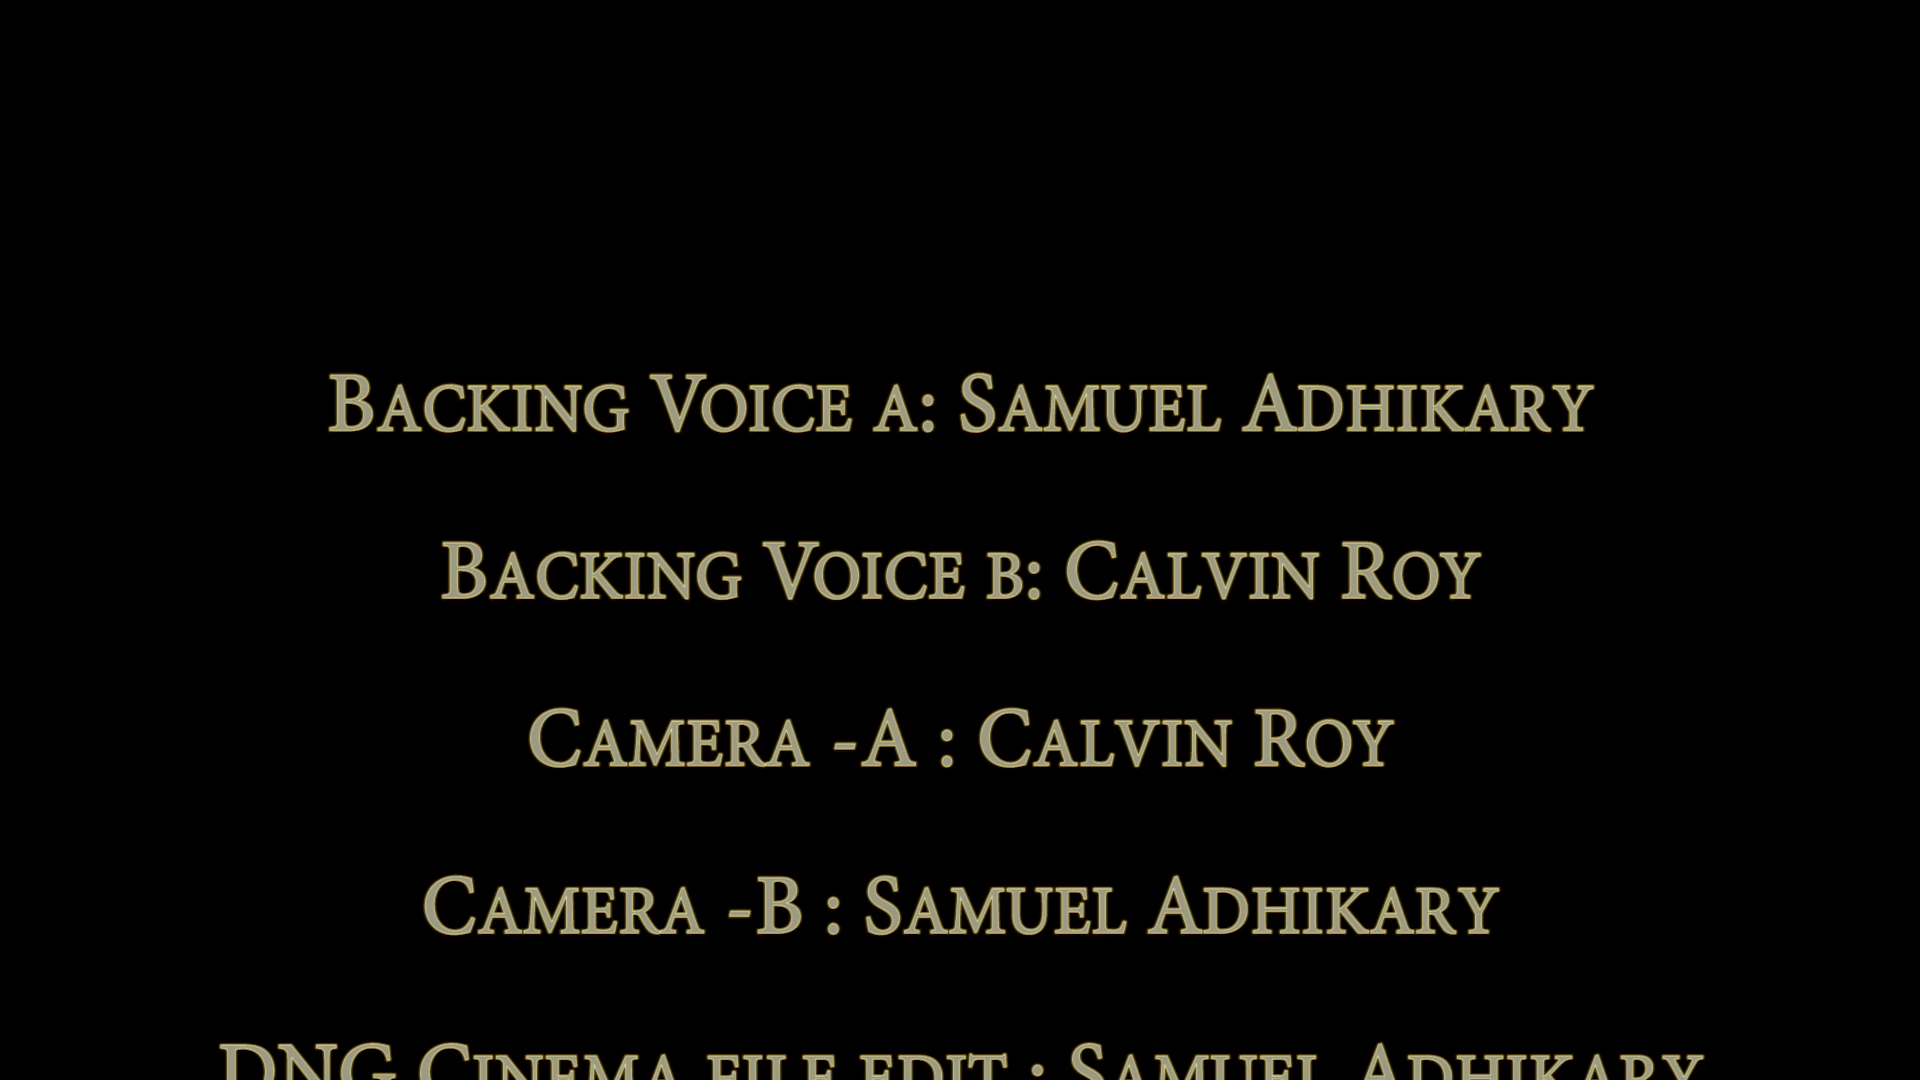 Backing Voice a: Samuel Adhikary
Backing Voice b: Calvin Roy
Camera -A : Calvin Roy
Camera -B : Samuel Adhikary
DNG Cinema file edit : Samuel Adhikary